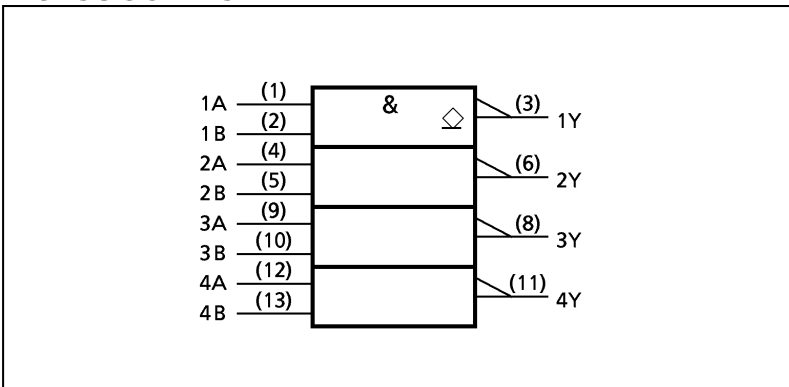 1A (1) & (3) 1Y
1B (2)
2A (4) (6) 2Y
2B (5)
3A (9) (8) 3Y
3B (10)
4A (12) (11) 4Y
4B (13)